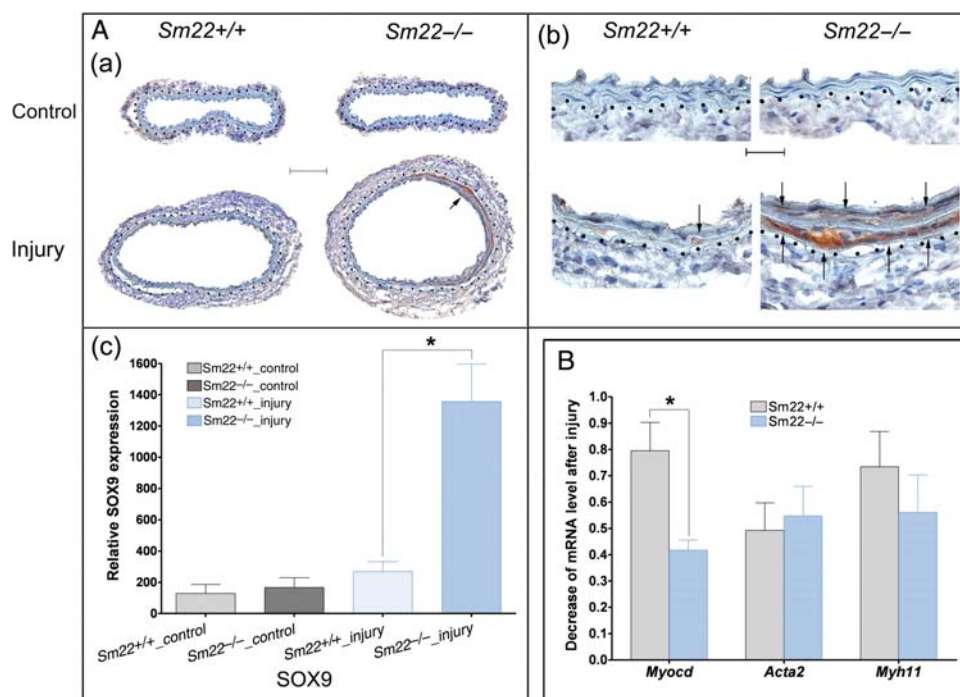 A
Sm22+/+
Sm22–/–
(a)
Control
Injury
(b)
Sm22+/+
Sm22–/–
(c)
*
Sm22+/+_control
Sm22–/–_control
Sm22+/+_injury
Sm22–/–_injury
Relative SOX9 expression
1600
1400
1200
1000
800
600
400
200
0
Sm22+/+_control
Sm22–/–_control
Sm22+/+_injury
Sm22–/–_injury
SOX9
B
*
Sm22+/+
Sm22–/–
Decrease of mRNA level after injury
1.0
0.9
0.8
0.7
0.6
0.5
0.4
0.3
0.2
0.1
0.0
Myocd
Acta2
Myh11